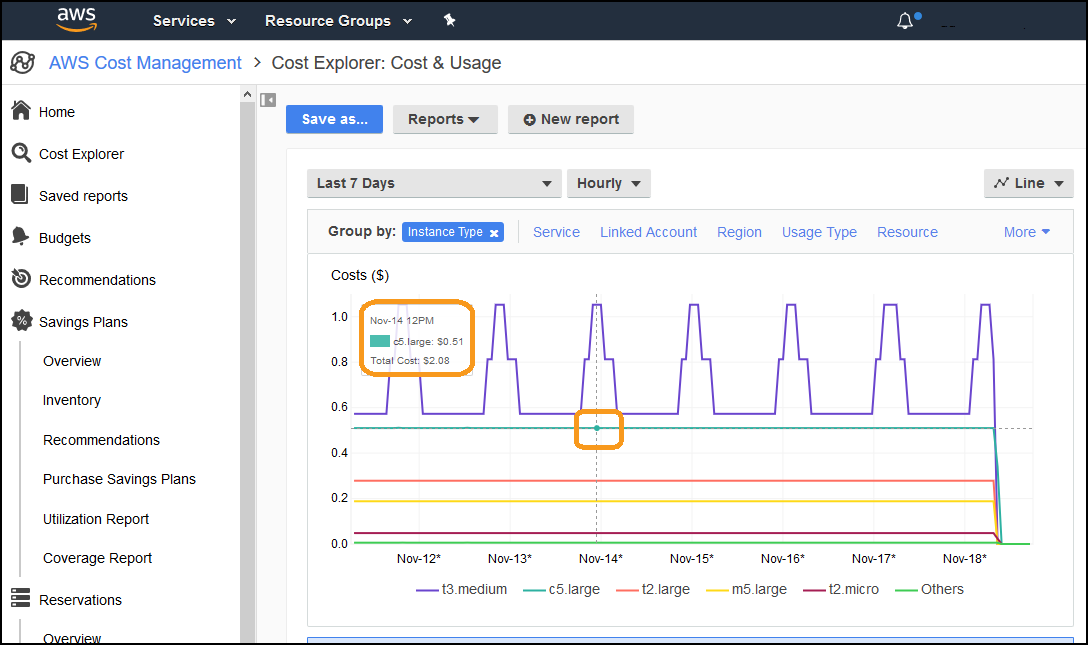 aws Services Resource Groups
AWS Cost Management > Cost Explorer: Cost & Usage
Home
Cost Explorer
Saved reports
Budgets
Recommendations
Savings Plans
Overview
Inventory
Recommendations
Purchase Savings Plans
Utilization Report
Coverage Report
Reservations
Overview
Save as... Reports New report
Last 7 Days Hourly Line
Group by: Instance Type Service Linked Account Region Usage Type Resource More
Costs ($)
1.0
0.8
0.6
0.4
0.2
0.0
Nov-14 12PM
c5.large: $0.51
Total Cost: $2.08
Nov-12* Nov-13* Nov-14* Nov-15* Nov-16* Nov-17* Nov-18*
t3.medium c5.large t2.large m5.large t2.micro Others